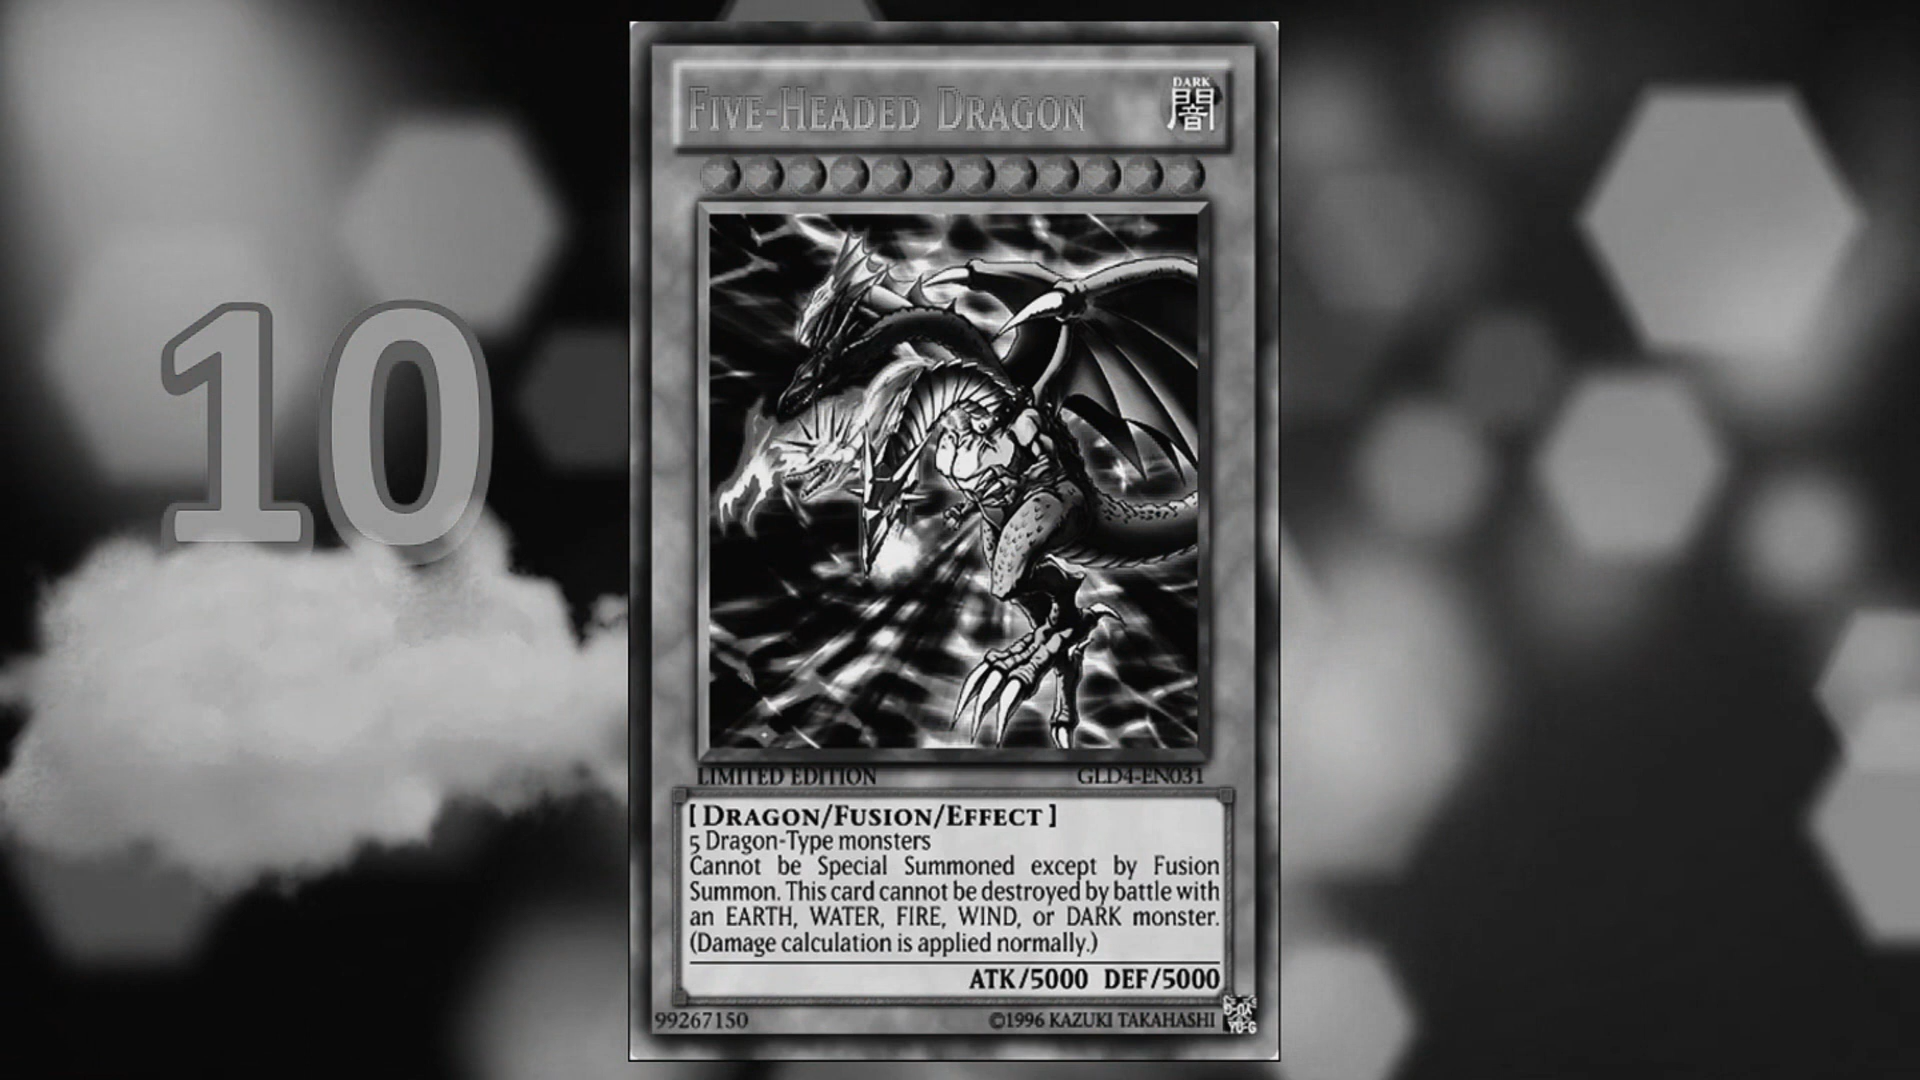 10
FIVE-HEADED DRAGON
DARK
闇
LIMITED EDITION GLD4-EN031
[ DRAGON/FUSION/EFFECT ]
5 Dragon-Type monsters
Cannot be Special Summoned except by Fusion
Summon. This card cannot be destroyed by battle with
an EARTH, WATER, FIRE, WIND, or DARK monster.
(Damage calculation is applied normally.)
ATK/5000 DEF/5000
99267150 ©1996 KAZUKI TAKAHASHI